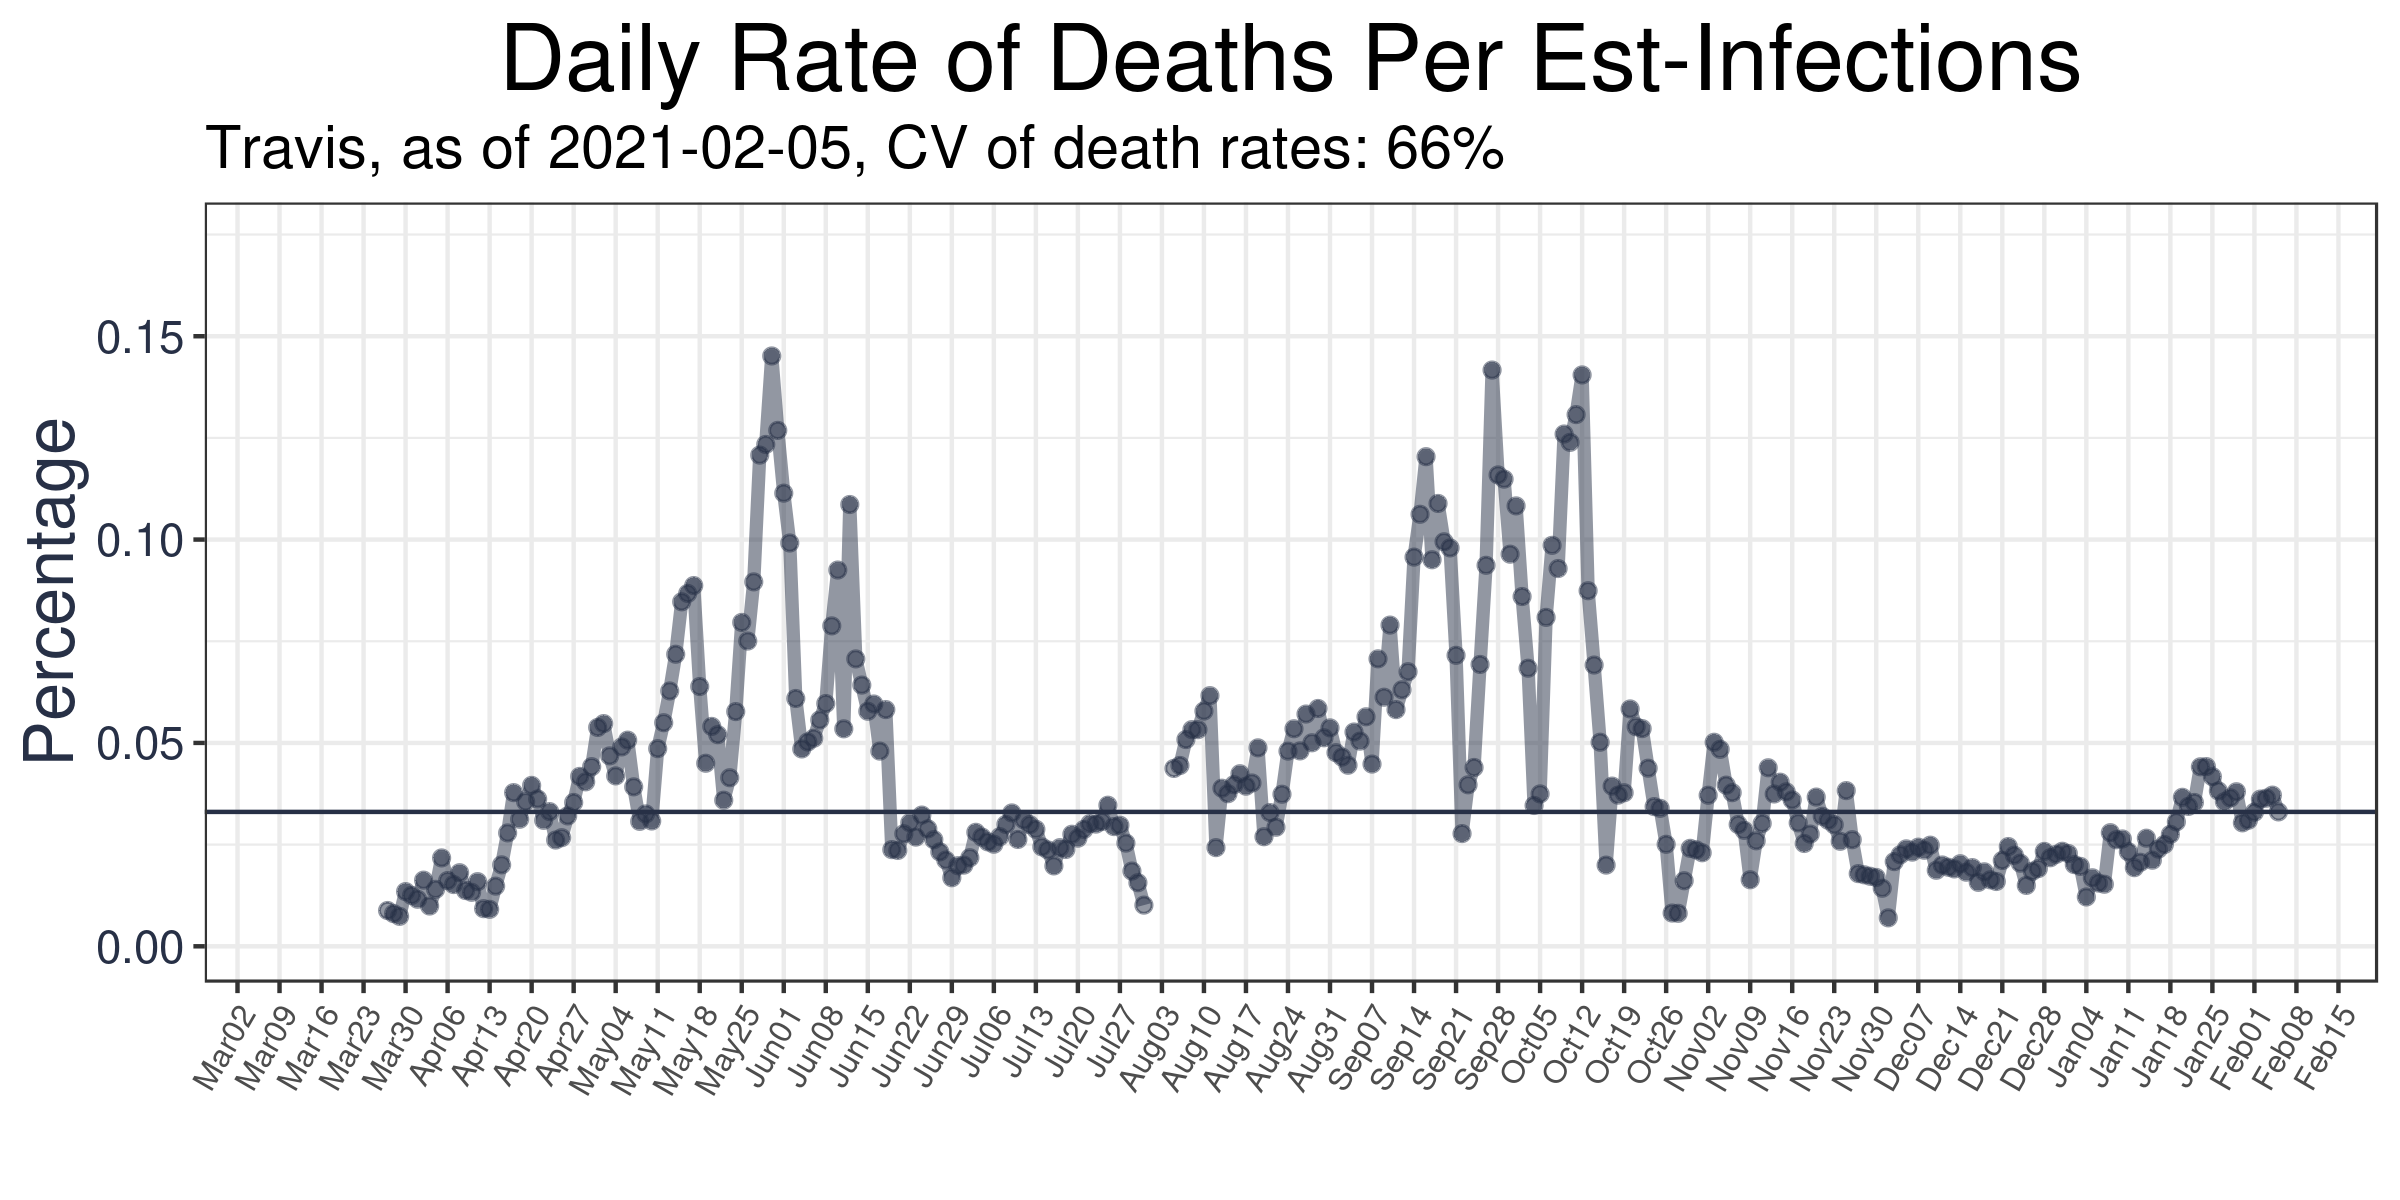 Daily Rate of Deaths Per Est-Infections
Travis, as of 2021-02-05, CV of death rates: 66%
Percentage
0.15
0.10
0.05
0.00
Mar02
Mar09
Mar16
Mar23
Mar30
Apr06
Apr13
Apr20
Apr27
May04
May11
May18
May25
Jun01
Jun08
Jun15
Jun22
Jun29
Jul06
Jul13
Jul20
Jul27
Aug03
Aug10
Aug17
Aug24
Aug31
Sep07
Sep14
Sep21
Sep28
Oct05
Oct12
Oct19
Oct26
Nov02
Nov09
Nov16
Nov23
Nov30
Dec07
Dec14
Dec21
Dec28
Jan04
Jan11
Jan18
Jan25
Feb01
Feb08
Feb15